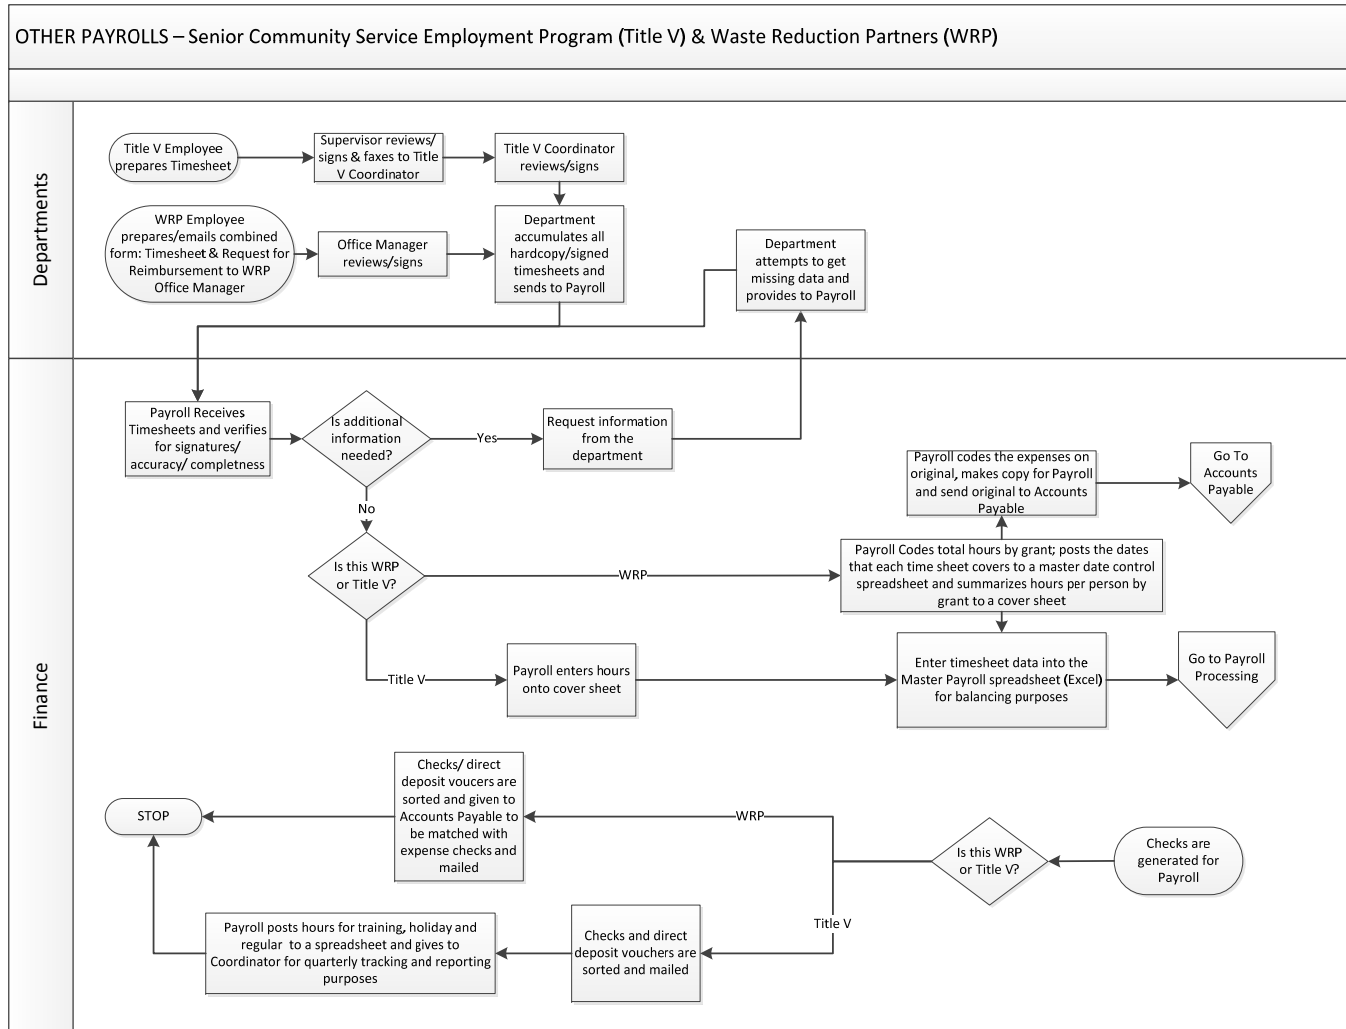 OTHER PAYROLLS – Senior Community Service Employment Program (Title V) & Waste Reduction Partners (WRP)
Departments
Title V Employee
prepares Timesheet
Supervisor reviews/
signs & faxes to Title
V Coordinator
Title V Coordinator
reviews/signs
WRP Employee
prepares/emails combined
form: Timesheet & Request for
Reimbursement to WRP
Office Manager
Office Manager
reviews/signs
Department
accumulates all
hardcopy/signed
timesheets and
sends to Payroll
Department
attempts to get
missing data and
provides to Payroll
Finance
Payroll Receives
Timesheets and verifies
for signatures/
accuracy/ completness
Is additional
information
needed?
Yes
Request information
from the
department
No
Payroll codes the expenses on
original, makes copy for Payroll
and send original to Accounts
Payable
Go To
Accounts
Payable
Is this WRP
or Title V?
WRP
Payroll Codes total hours by grant; posts the dates
that each time sheet covers to a master date control
spreadsheet and summarizes hours per person by
grant to a cover sheet
Title V
Payroll enters hours
onto cover sheet
Enter timesheet data into the
Master Payroll spreadsheet (Excel)
for balancing purposes
Go to Payroll
Processing
STOP
Checks/ direct
deposit voucers are
sorted and given to
Accounts Payable to
be matched with
expense checks and
mailed
WRP
Is this WRP
or Title V?
Checks are
generated for
Payroll
Title V
Payroll posts hours for training, holiday and
regular to a spreadsheet and gives to
Coordinator for quarterly tracking and reporting
purposes
Checks and direct
deposit vouchers are
sorted and mailed